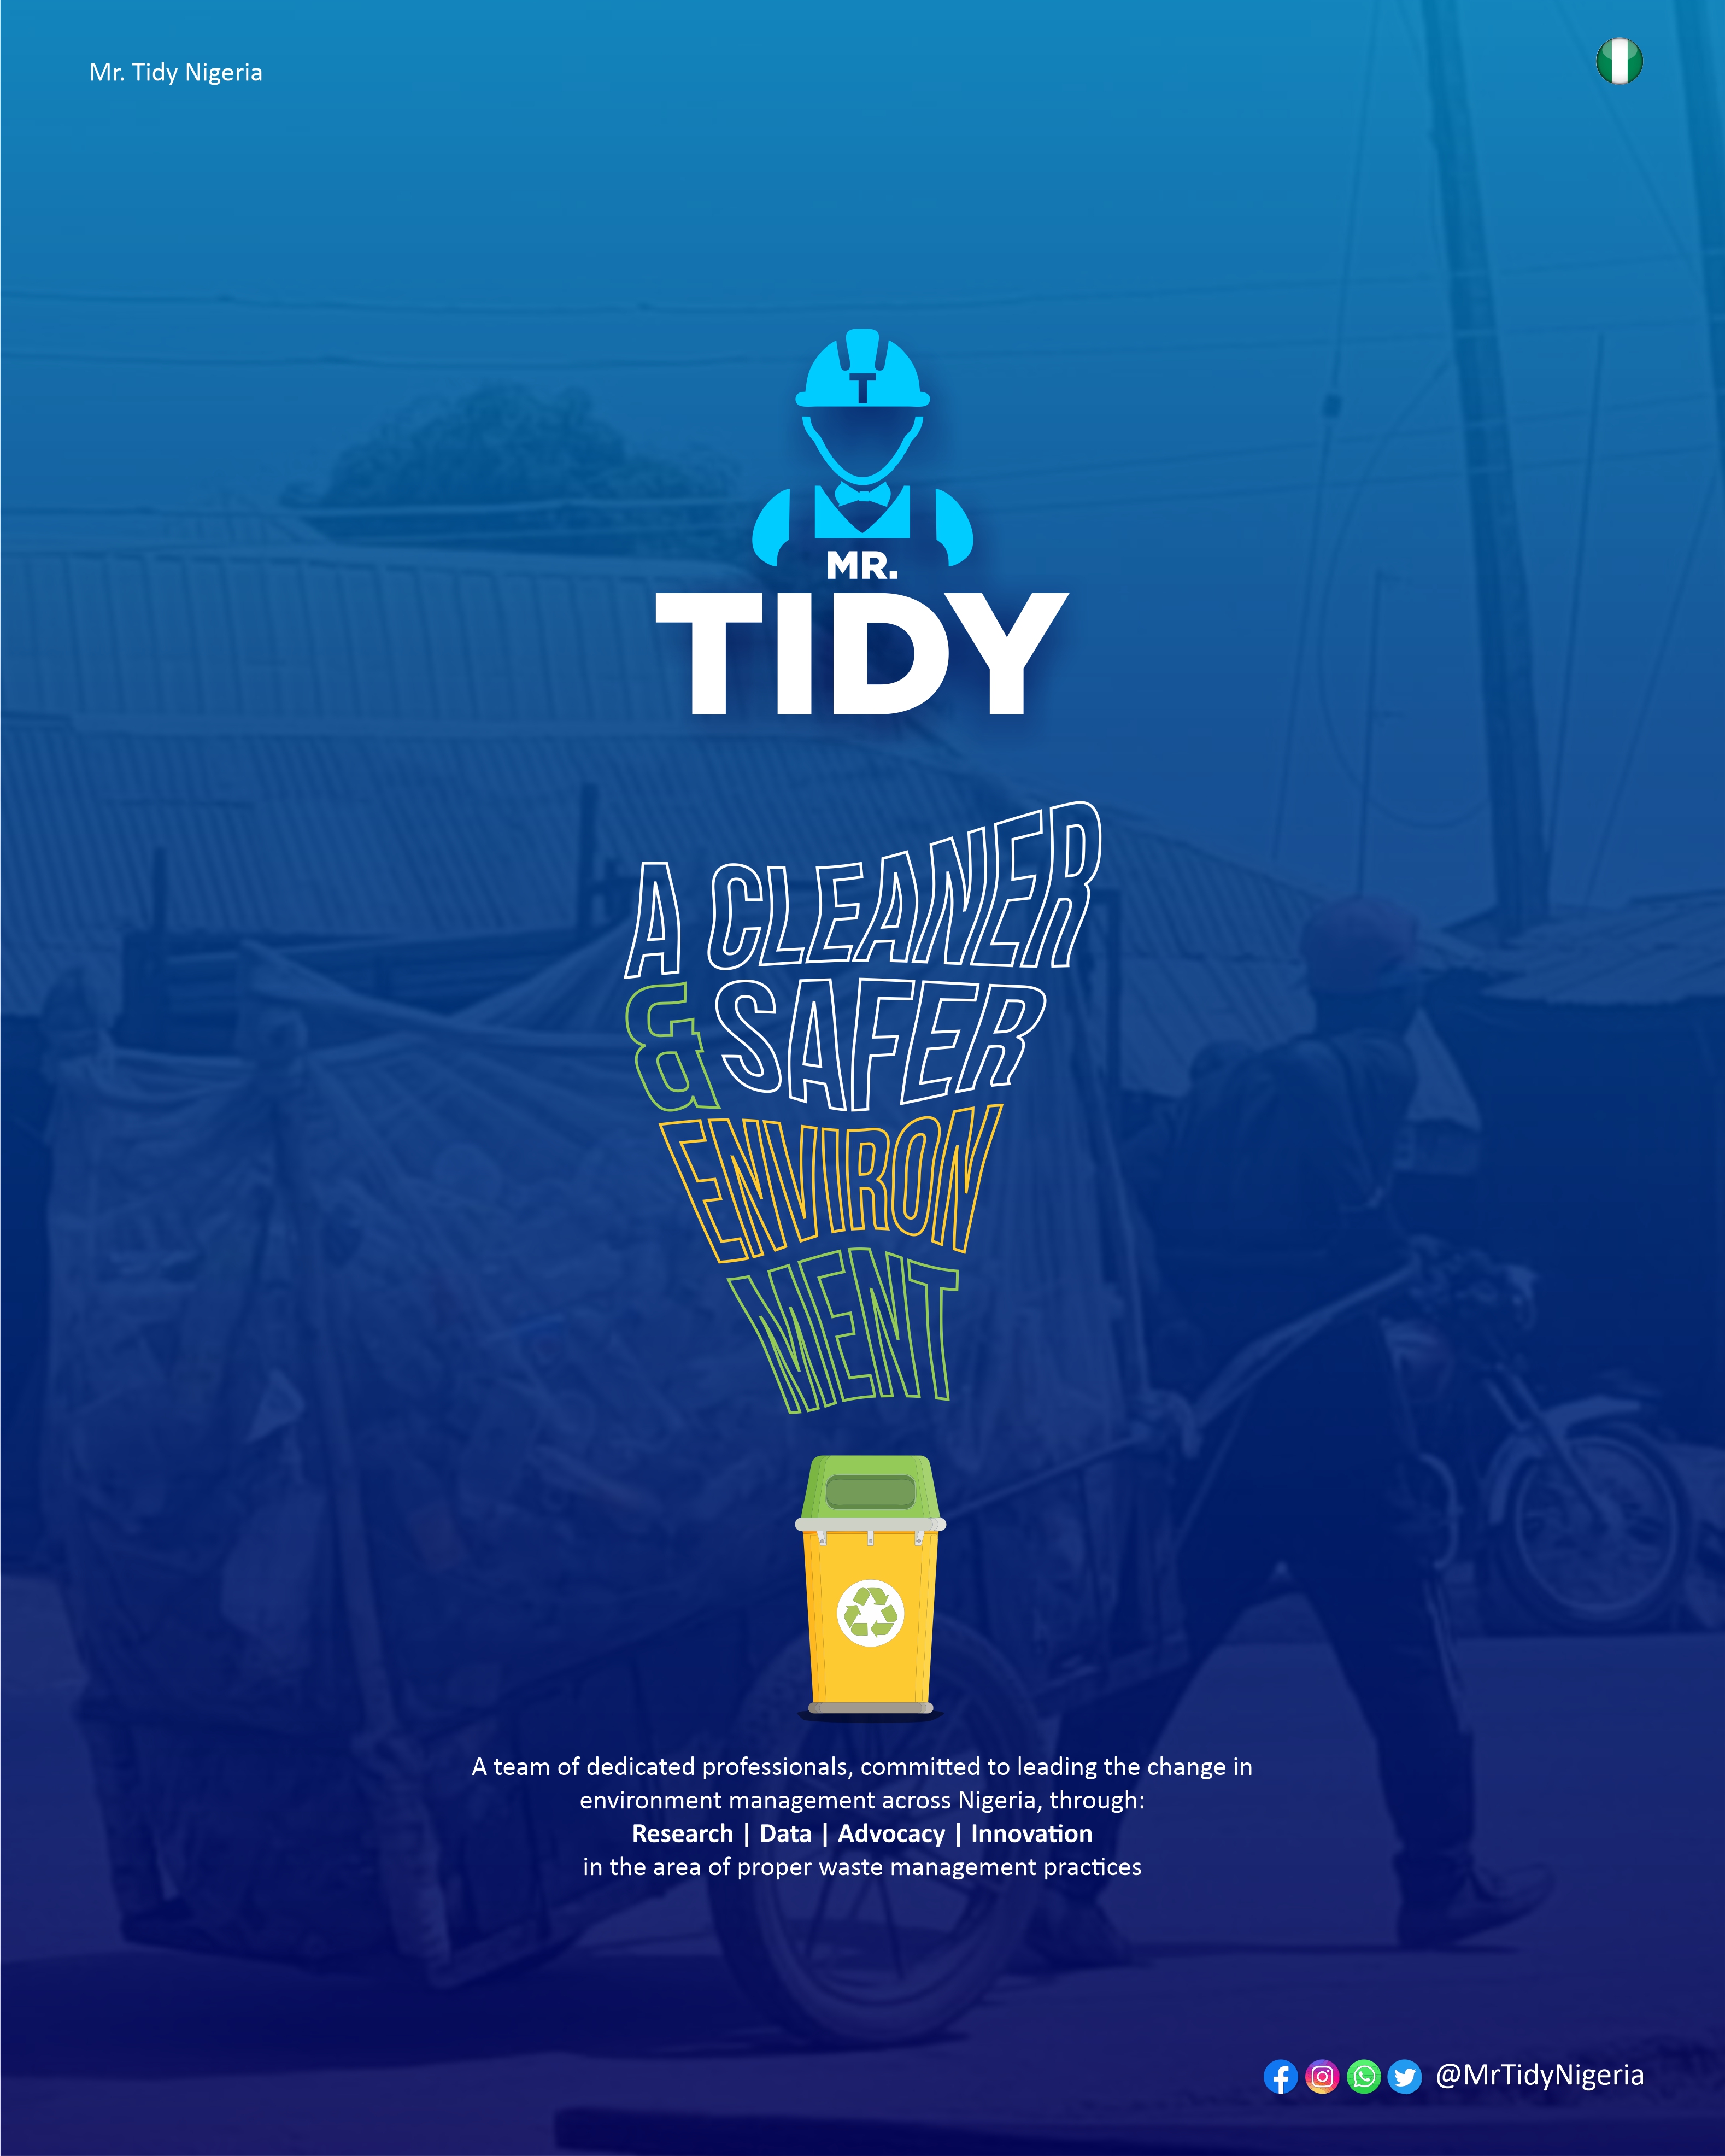 Mr. Tidy Nigeria
T
MR.
TIDY
A CLEANER
& SAFER
ENVIRON
MENT
A team of dedicated professionals, committed to leading the change in
environment management across Nigeria, through:
Research | Data | Advocacy | Innovation
in the area of proper waste management practices
@MrTidyNigeria